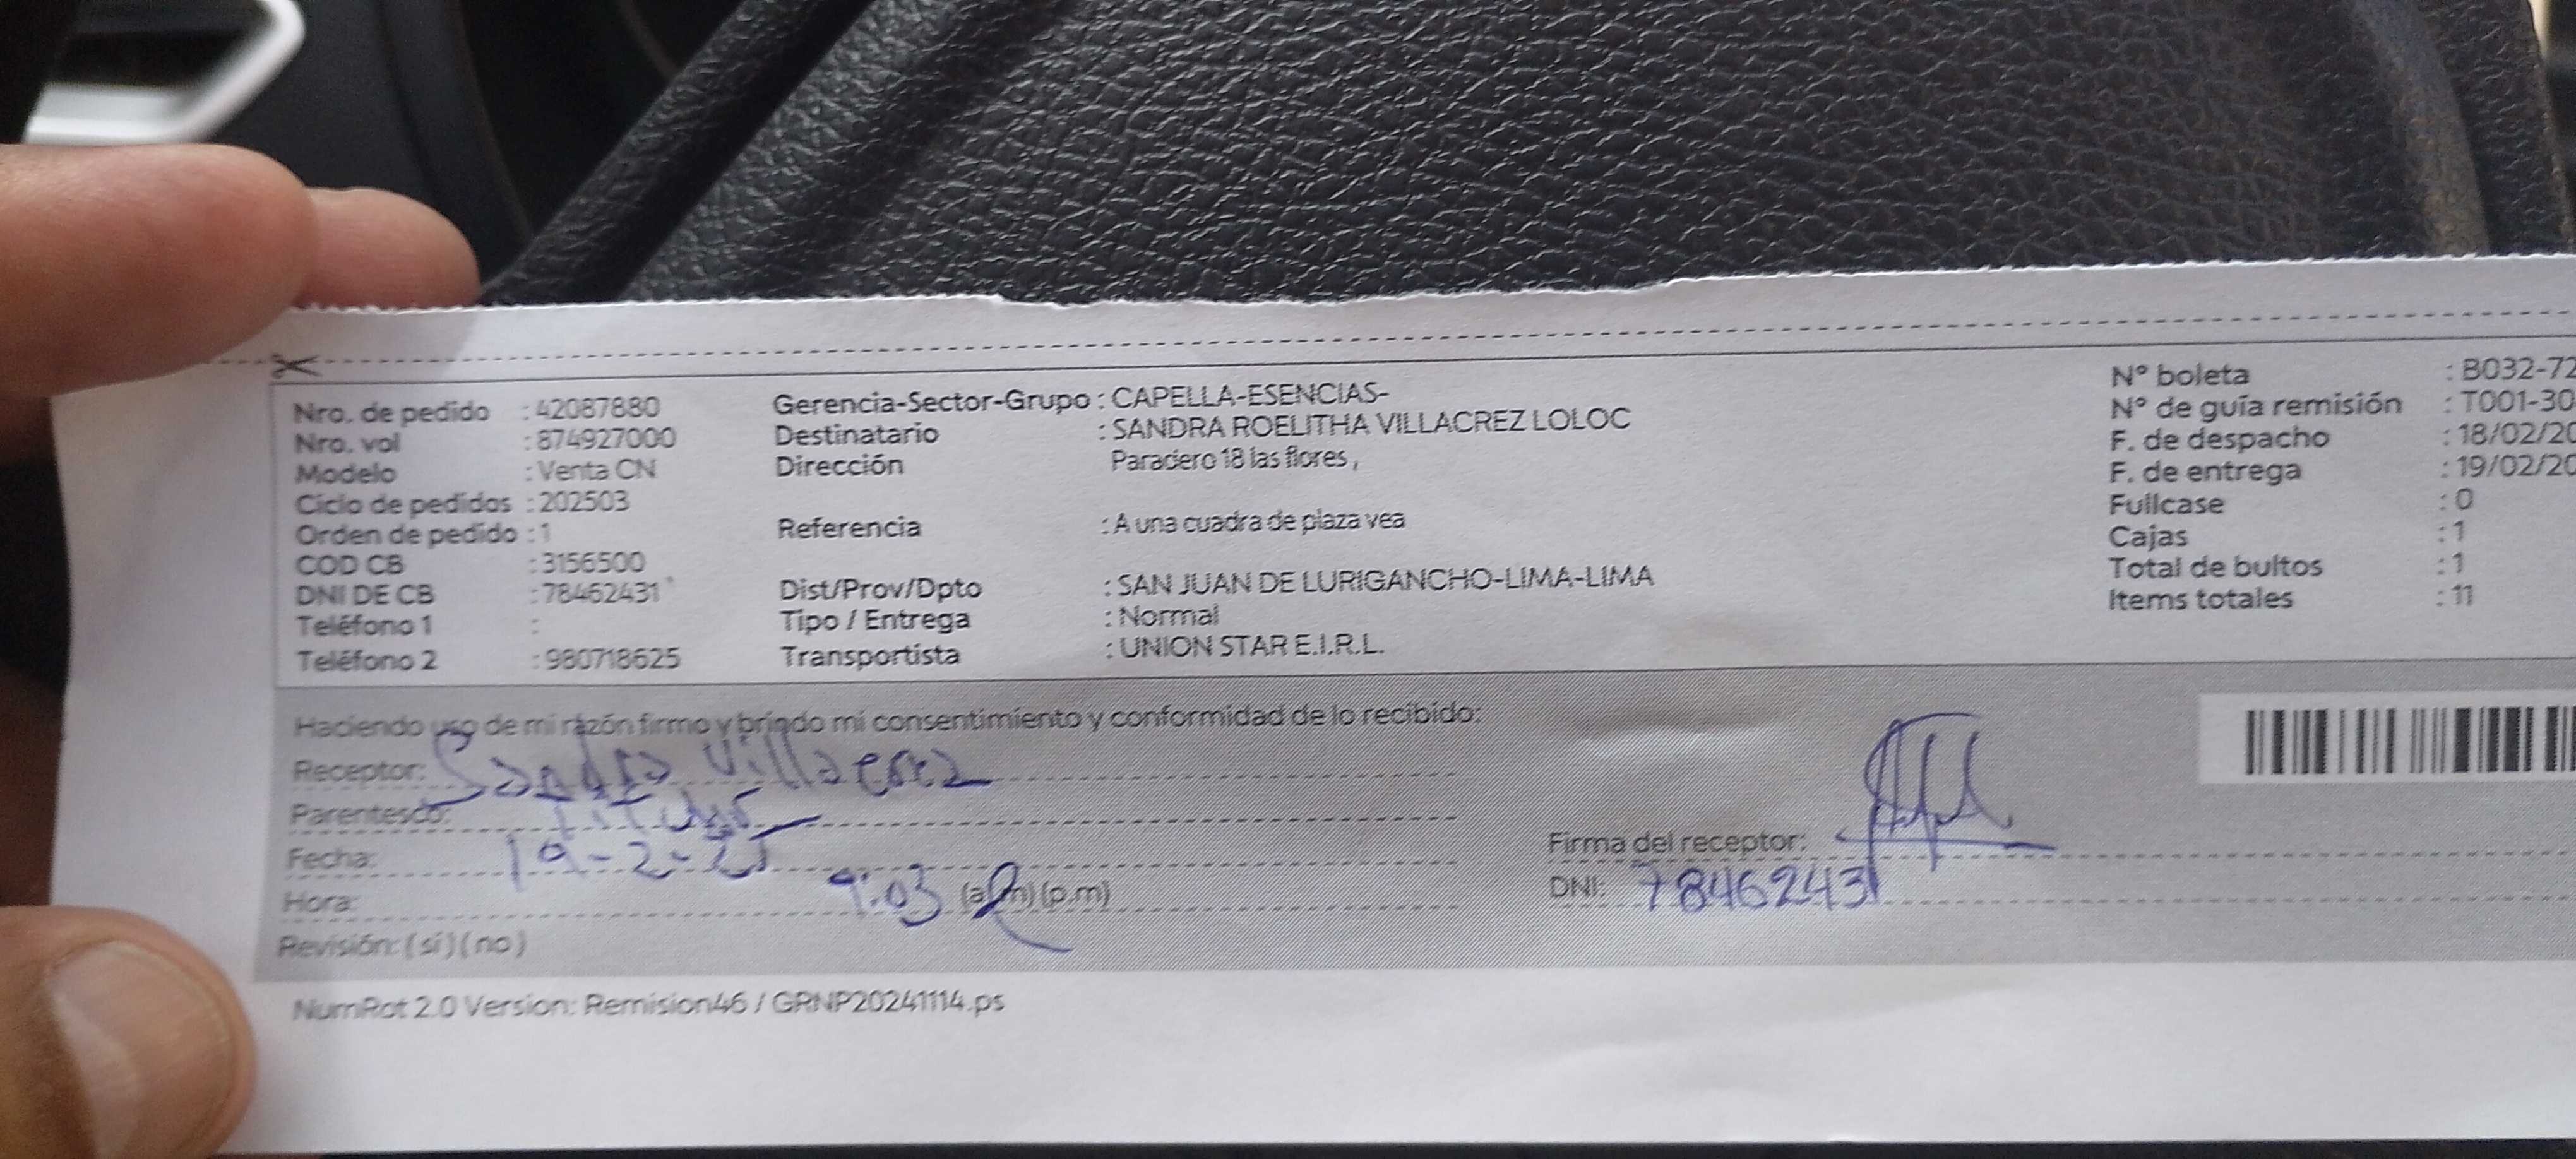 Nro. de pedido : 42087880
Nro. vol : 874927000
Modelo : Venta CN
Ciclo de pedidos : 202503
Orden de pedido : 1
COD CB : 3156500
DNI DE CB : 78462431
Teléfono 1 :
Teléfono 2 : 980718625
Gerencia-Sector-Grupo : CAPELLA-ESENCIAS-
Destinatario : SANDRA ROELITHA VILLACREZ LOLOC
Dirección Paradero 18 las flores ,
Referencia : A una cuadra de plaza vea
Dist/Prov/Dpto : SAN JUAN DE LURIGANCHO-LIMA-LIMA
Tipo / Entrega : Normal
Transportista : UNION STAR E.I.R.L.
N° boleta : B032-72
N° de guía remisión : T001-30
F. de despacho : 18/02/20
F. de entrega : 19/02/20
Fullcase : 0
Cajas : 1
Total de bultos : 1
Items totales : 11
Haciendo uso de mi razón firmo y brindo mi consentimiento y conformidad de lo recibido:
Receptor: Sandra Villacrez
Parentesco:
Fecha: 19-2-25
Hora: 9:03 (a.m) (p.m)
Revisión: (si) (no)
Firma del receptor:
DNI: 78462431
NumRot 2.0 Version: Remision46 / GRNP20241114.ps